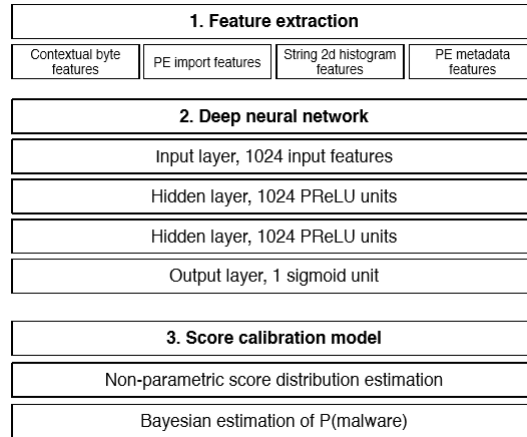 1. Feature extraction
Contextual byte features
PE import features
String 2d histogram features
PE metadata features
2. Deep neural network
Input layer, 1024 input features
Hidden layer, 1024 PReLU units
Hidden layer, 1024 PReLU units
Output layer, 1 sigmoid unit
3. Score calibration model
Non-parametric score distribution estimation
Bayesian estimation of P(malware)